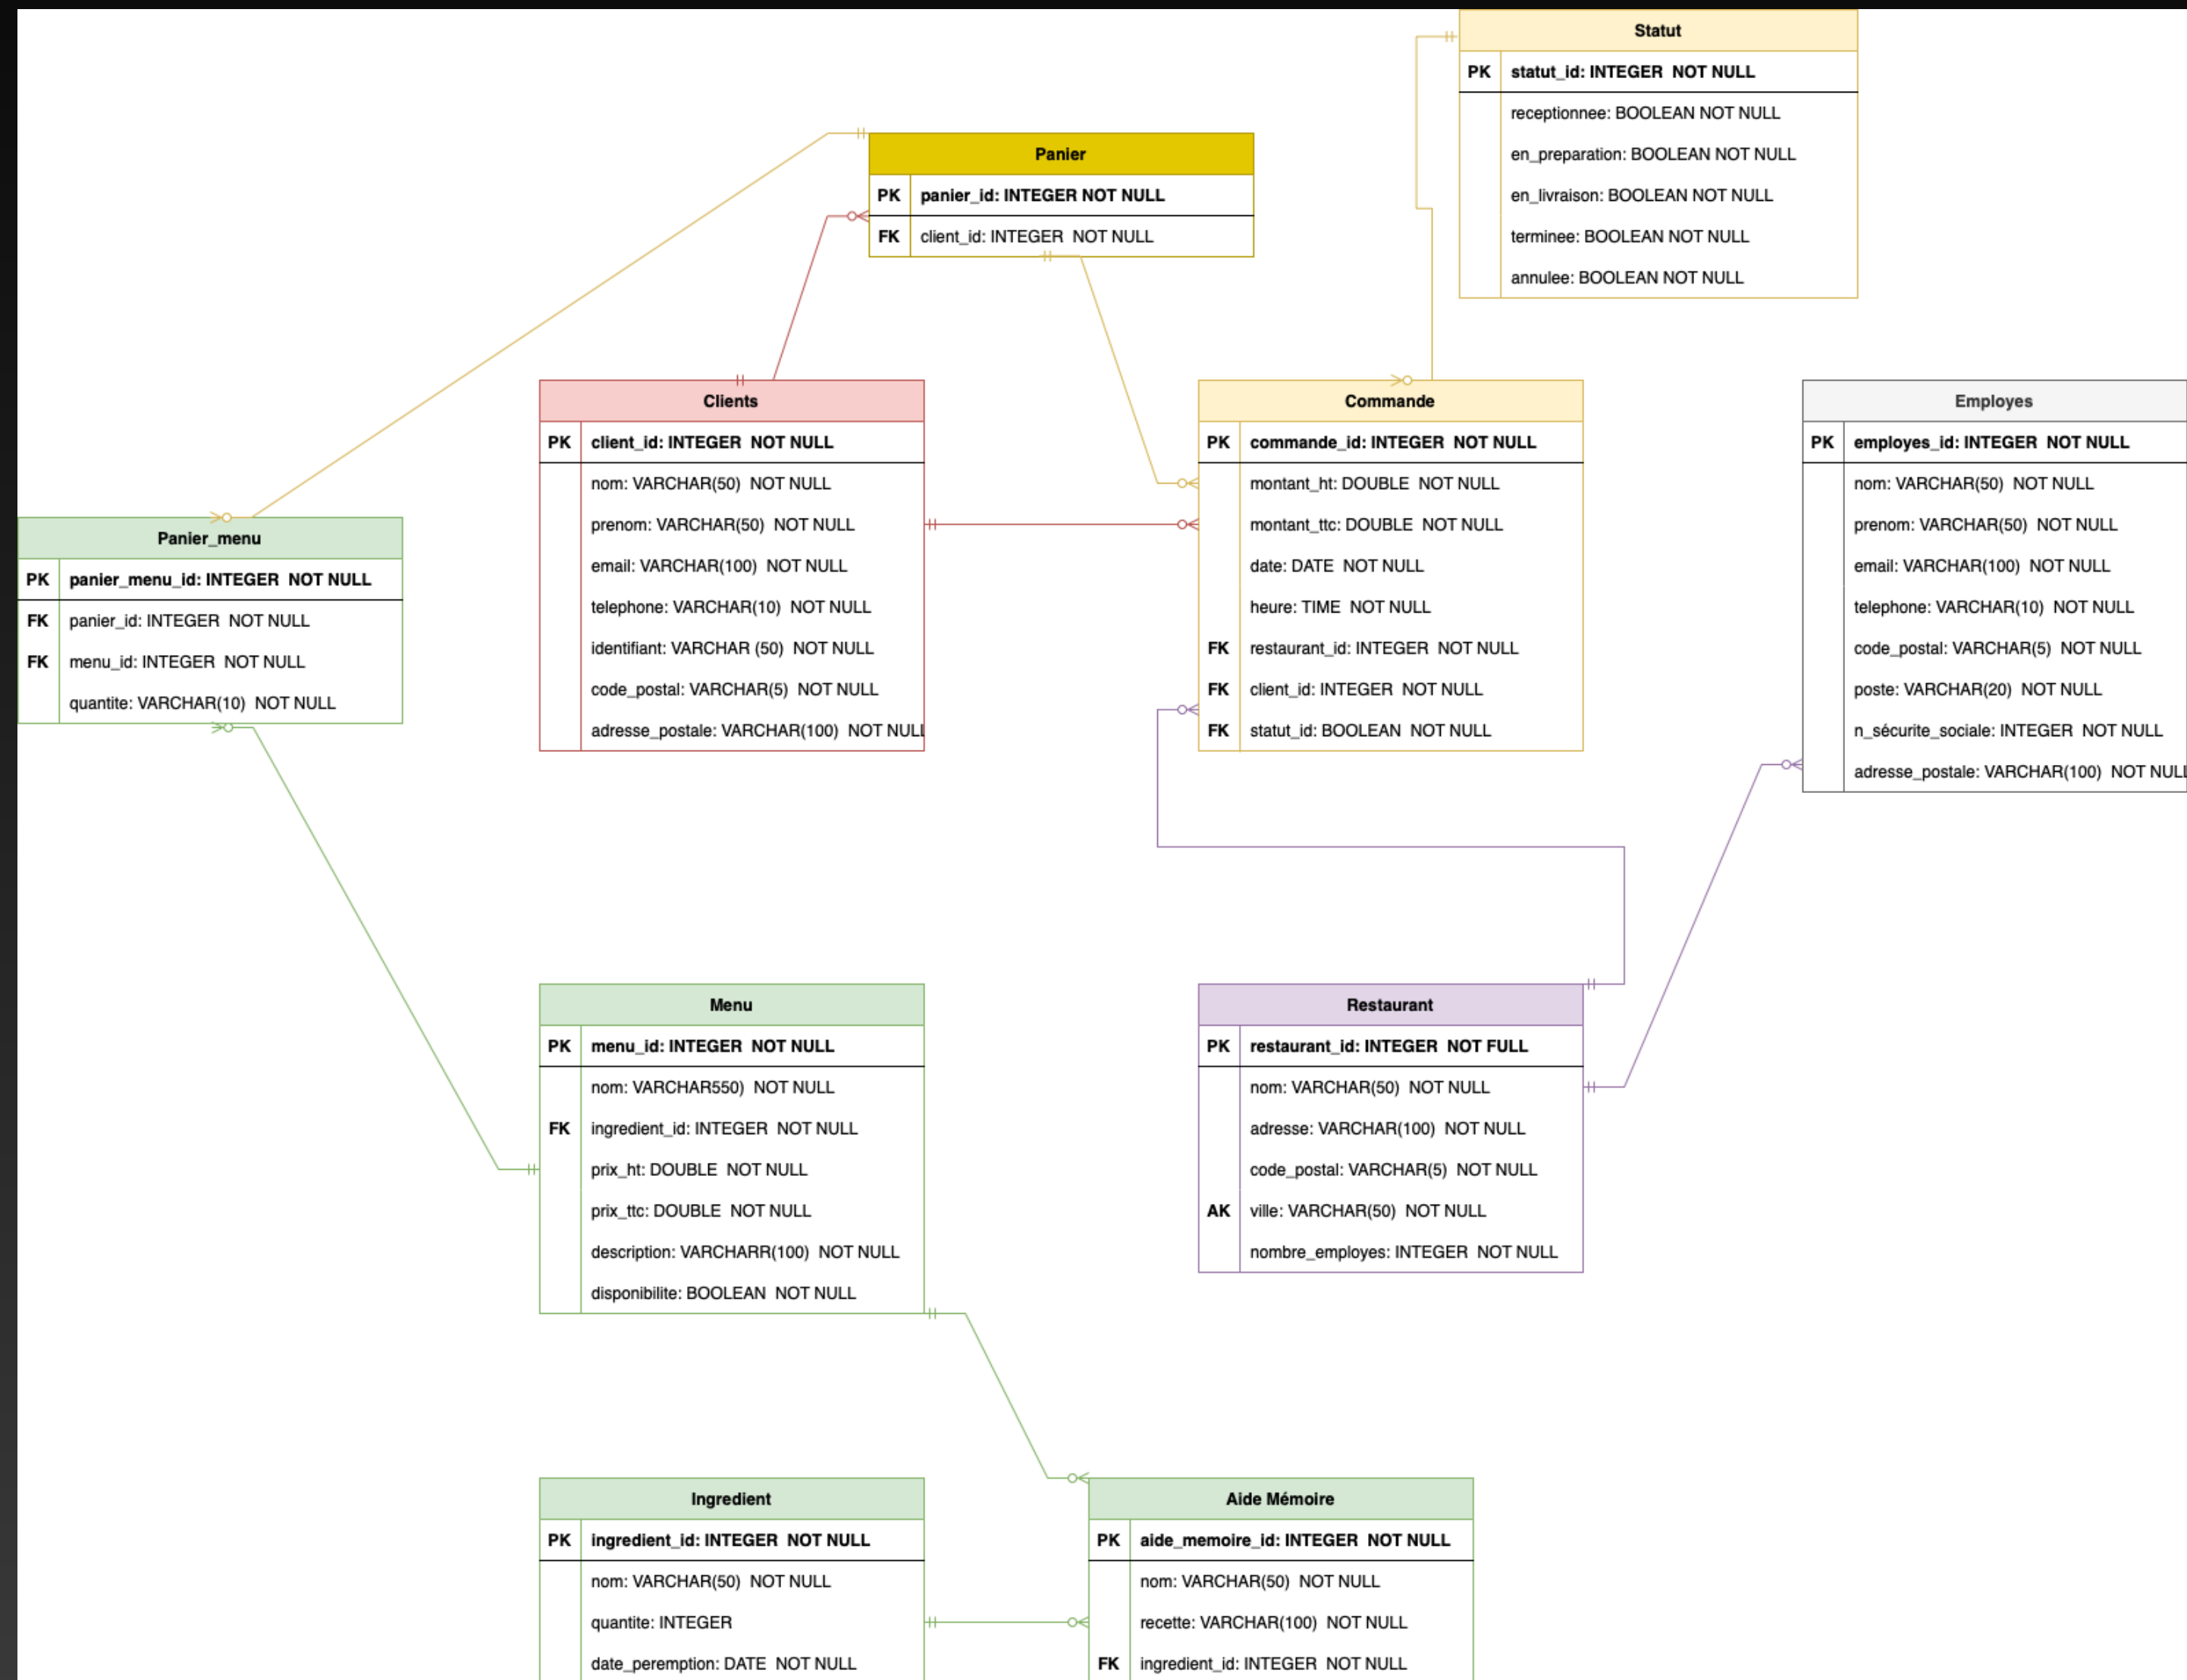 Statut
PK statut_id: INTEGER NOT NULL
receptionnee: BOOLEAN NOT NULL
en_preparation: BOOLEAN NOT NULL
en_livraison: BOOLEAN NOT NULL
terminee: BOOLEAN NOT NULL
annulee: BOOLEAN NOT NULL
Panier
PK panier_id: INTEGER NOT NULL
FK client_id: INTEGER NOT NULL
Clients
PK client_id: INTEGER NOT NULL
nom: VARCHAR(50) NOT NULL
prenom: VARCHAR(50) NOT NULL
email: VARCHAR(100) NOT NULL
telephone: VARCHAR(10) NOT NULL
identifiant: VARCHAR (50) NOT NULL
code_postal: VARCHAR(5) NOT NULL
adresse_postale: VARCHAR(100) NOT NULL
Commande
PK commande_id: INTEGER NOT NULL
montant_ht: DOUBLE NOT NULL
montant_ttc: DOUBLE NOT NULL
date: DATE NOT NULL
heure: TIME NOT NULL
FK restaurant_id: INTEGER NOT NULL
FK client_id: INTEGER NOT NULL
FK statut_id: BOOLEAN NOT NULL
Employes
PK employes_id: INTEGER NOT NULL
nom: VARCHAR(50) NOT NULL
prenom: VARCHAR(50) NOT NULL
email: VARCHAR(100) NOT NULL
telephone: VARCHAR(10) NOT NULL
code_postal: VARCHAR(5) NOT NULL
poste: VARCHAR(20) NOT NULL
n_sécurite_sociale: INTEGER NOT NULL
adresse_postale: VARCHAR(100) NOT NULL
Panier_menu
PK panier_menu_id: INTEGER NOT NULL
FK panier_id: INTEGER NOT NULL
FK menu_id: INTEGER NOT NULL
quantite: VARCHAR(10) NOT NULL
Menu
PK menu_id: INTEGER NOT NULL
nom: VARCHAR550) NOT NULL
FK ingredient_id: INTEGER NOT NULL
prix_ht: DOUBLE NOT NULL
prix_ttc: DOUBLE NOT NULL
description: VARCHARR(100) NOT NULL
disponibilite: BOOLEAN NOT NULL
Restaurant
PK restaurant_id: INTEGER NOT FULL
nom: VARCHAR(50) NOT NULL
adresse: VARCHAR(100) NOT NULL
code_postal: VARCHAR(5) NOT NULL
AK ville: VARCHAR(50) NOT NULL
nombre_employes: INTEGER NOT NULL
Ingredient
PK ingredient_id: INTEGER NOT NULL
nom: VARCHAR(50) NOT NULL
quantite: INTEGER
date_peremption: DATE NOT NULL
Aide Mémoire
PK aide_memoire_id: INTEGER NOT NULL
nom: VARCHAR(50) NOT NULL
recette: VARCHAR(100) NOT NULL
FK ingredient_id: INTEGER NOT NULL